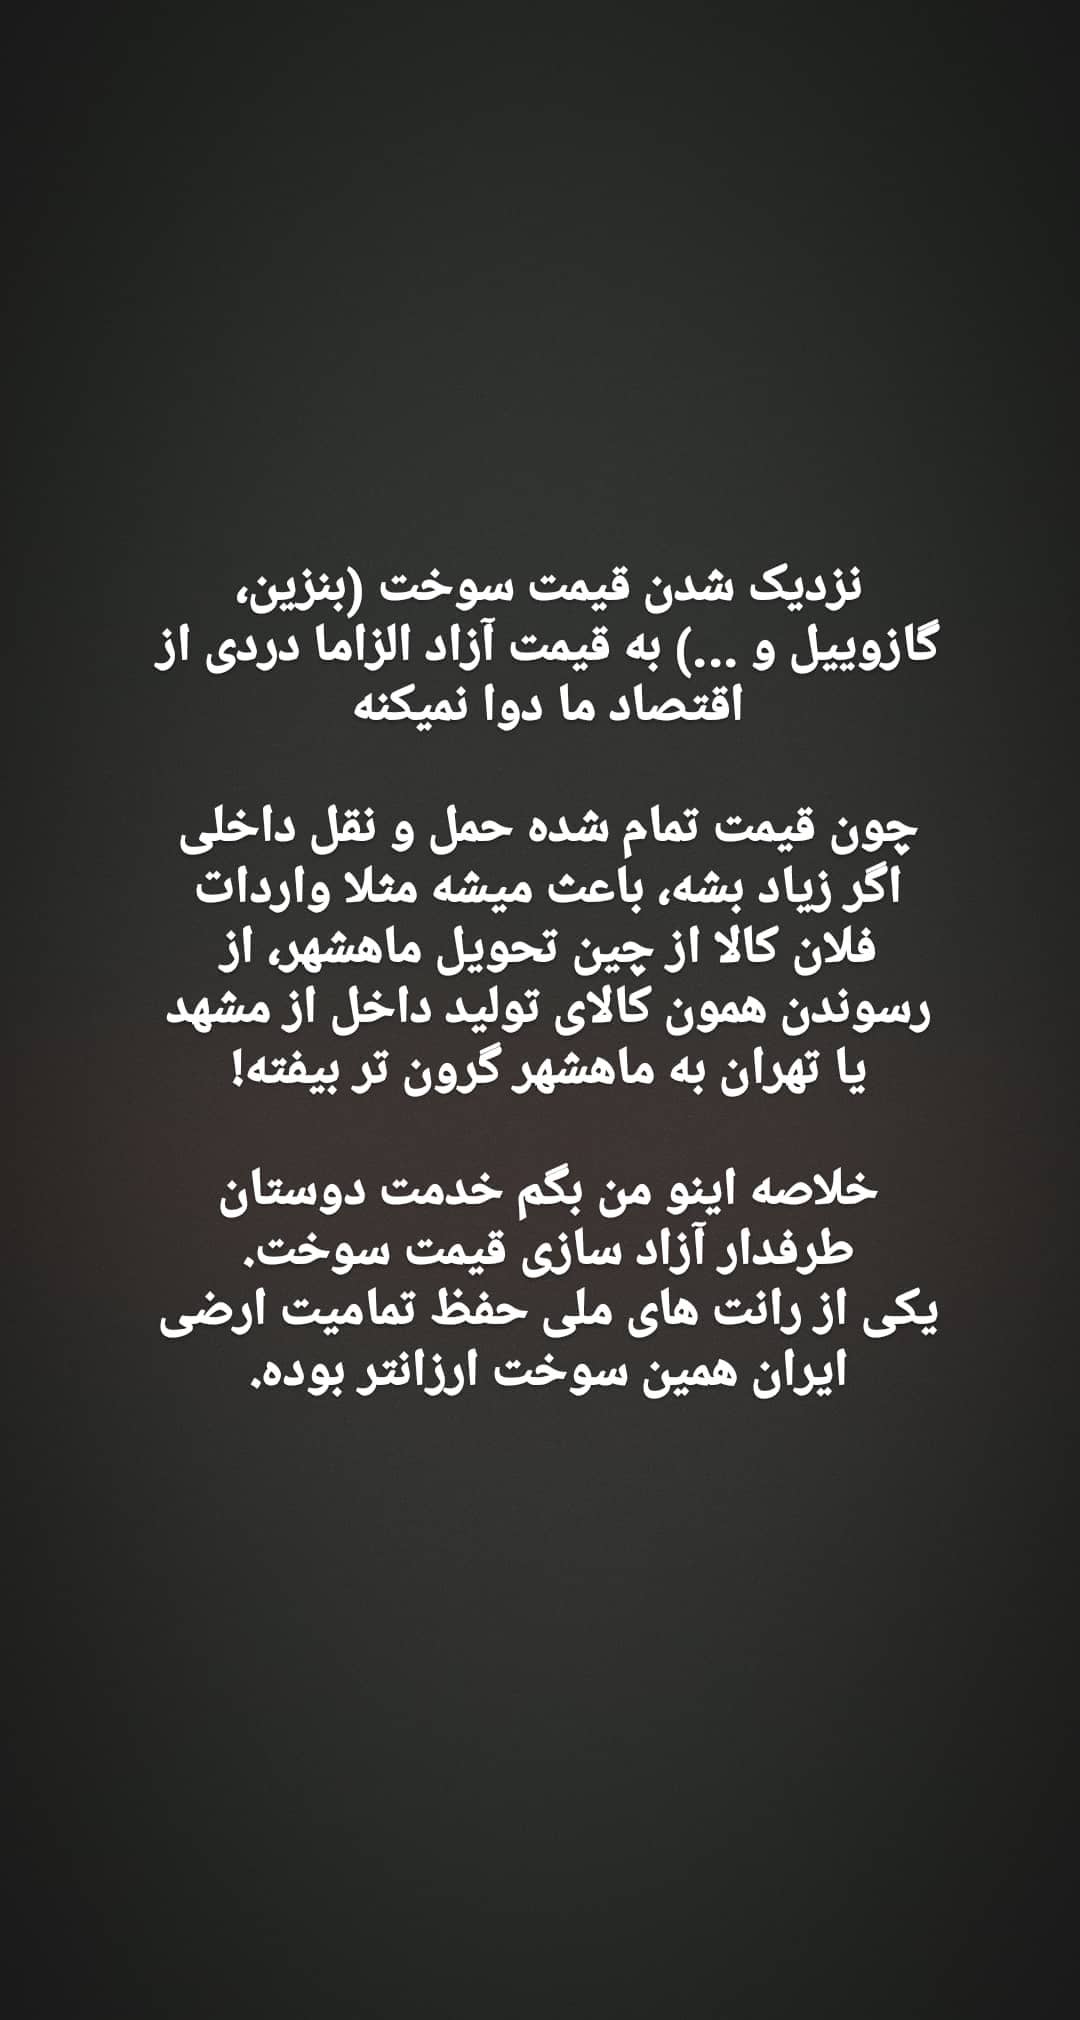 نزدیک شدن قیمت سوخت (بنزین،
گازوییل و ...) به قیمت آزاد الزاما دردی از
اقتصاد ما دوا نمیکنه
چون قیمت تمام شده حمل و نقل داخلی
اگر زیاد بشه، باعث میشه مثلا واردات
فلان کالا از چین تحویل ماهشهر، از
رسوندن همون کالای تولید داخل از مشهد
یا تهران به ماهشهر گرون تر بیفته!
خلاصه اینو من بگم خدمت دوستان
طرفدار آزاد سازی قیمت سوخت.
یکی از رانت های ملی حفظ تمامیت ارضی
ایران همین سوخت ارزانتر بوده.